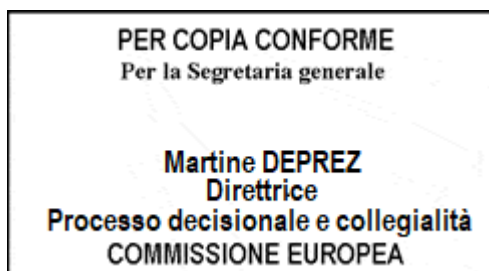 PER COPIA CONFORME
Per la Segretaria generale
Martine DEPREZ
Direttrice
Processo decisionale e collegialità
COMMISSIONE EUROPEA